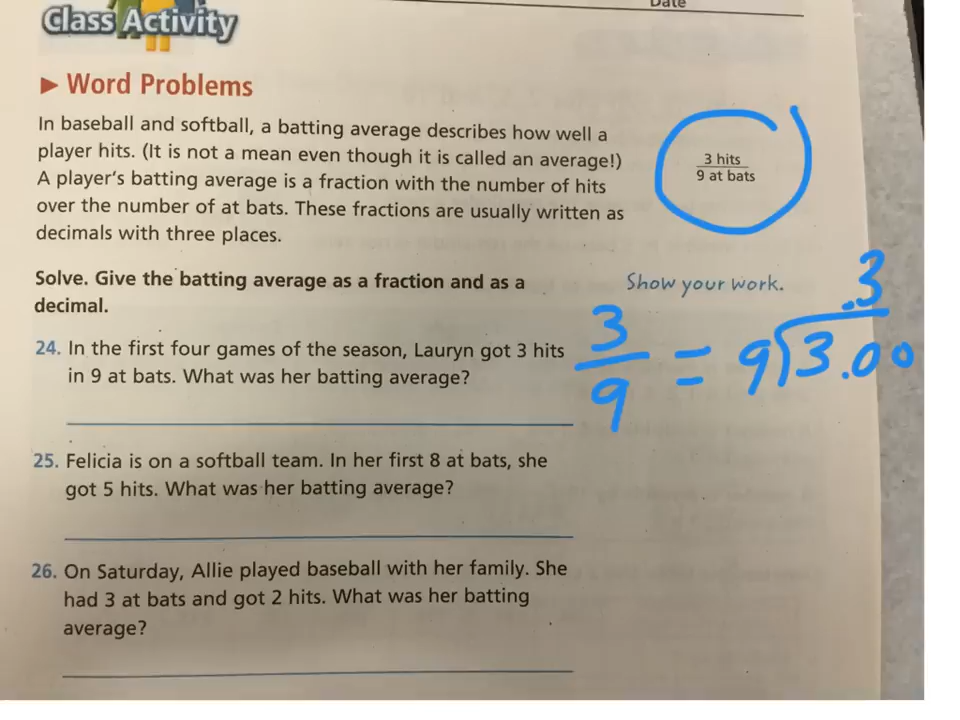 Date
Class Activity
▶ Word Problems
In baseball and softball, a batting average describes how well a
player hits. (It is not a mean even though it is called an average!)
A player's batting average is a fraction with the number of hits
over the number of at bats. These fractions are usually written as
decimals with three places.
3 hits
9 at bats
Solve. Give the batting average as a fraction and as a
decimal.
Show your work.
24. In the first four games of the season, Lauryn got 3 hits
in 9 at bats. What was her batting average?
.3
3/9 = 9)3.00
25. Felicia is on a softball team. In her first 8 at bats, she
got 5 hits. What was her batting average?
26. On Saturday, Allie played baseball with her family. She
had 3 at bats and got 2 hits. What was her batting
average?